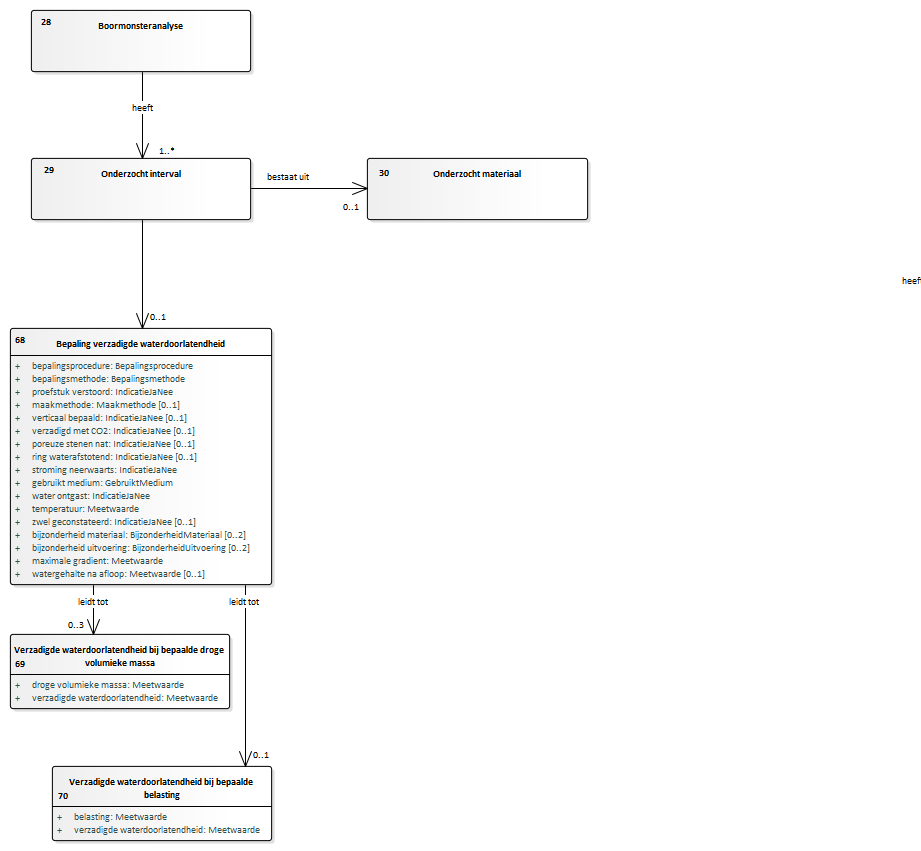 28
Boormonsteranalyse
heeft
1..*
29
Onderzocht interval
bestaat uit
0..1
30
Onderzocht materiaal
heef
0..1
68
Bepaling verzadigde waterdoorlatendheid
+ bepalingsprocedure: Bepalingsprocedure
+ bepalingsmethode: Bepalingsmethode
+ proefstuk verstoord: IndicatieJaNee
+ maakmethode: Maakmethode [0..1]
+ verticaal bepaald: IndicatieJaNee [0..1]
+ verzadigd met CO2: IndicatieJaNee [0..1]
+ poreuze stenen nat: IndicatieJaNee [0..1]
+ ring waterafstotend: IndicatieJaNee [0..1]
+ stroming neerwaarts: IndicatieJaNee
+ gebruikt medium: GebruiktMedium
+ water ontgast: IndicatieJaNee
+ temperatuur: Meetwaarde
+ zwel geconstateerd: IndicatieJaNee [0..1]
+ bijzonderheid materiaal: BijzonderheidMateriaal [0..2]
+ bijzonderheid uitvoering: BijzonderheidUitvoering [0..2]
+ maximale gradient: Meetwaarde
+ watergehalte na afloop: Meetwaarde [0..1]
leidt tot
leidt tot
0..3
Verzadigde waterdoorlatendheid bij bepaalde droge
69 volumieke massa
+ droge volumieke massa: Meetwaarde
+ verzadigde waterdoorlatendheid: Meetwaarde
0..1
Verzadigde waterdoorlatendheid bij bepaalde
70 belasting
+ belasting: Meetwaarde
+ verzadigde waterdoorlatendheid: Meetwaarde